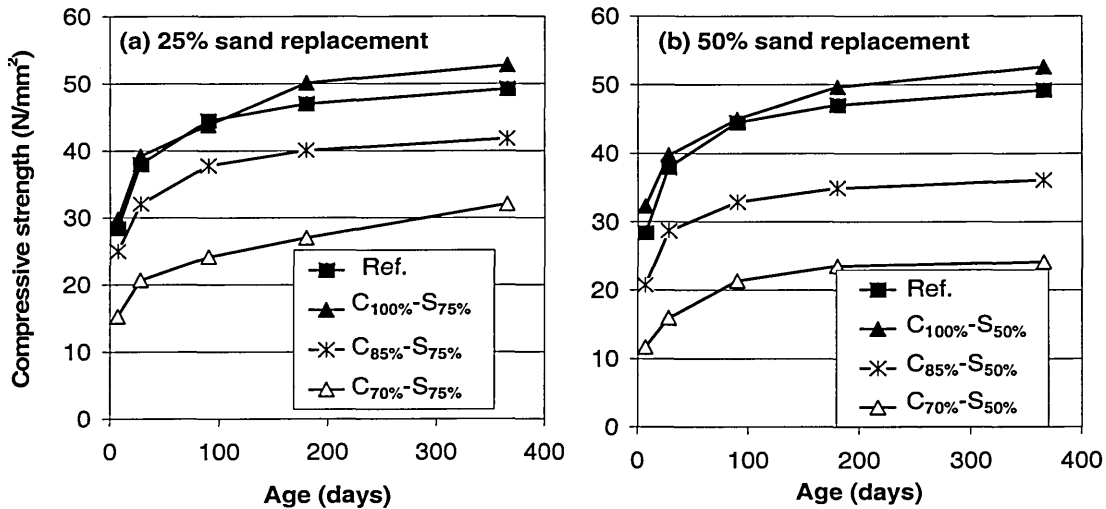 Compressive strength (N/mm²)
(a) 25% sand replacement
60
50
40
30
20
10
0
0 100 200 300 400
Age (days)
Ref.
C100%-S75%
C85%-S75%
C70%-S75%
(b) 50% sand replacement
60
50
40
30
20
10
0
0 100 200 300 400
Age (days)
Ref.
C100%-S50%
C85%-S50%
C70%-S50%